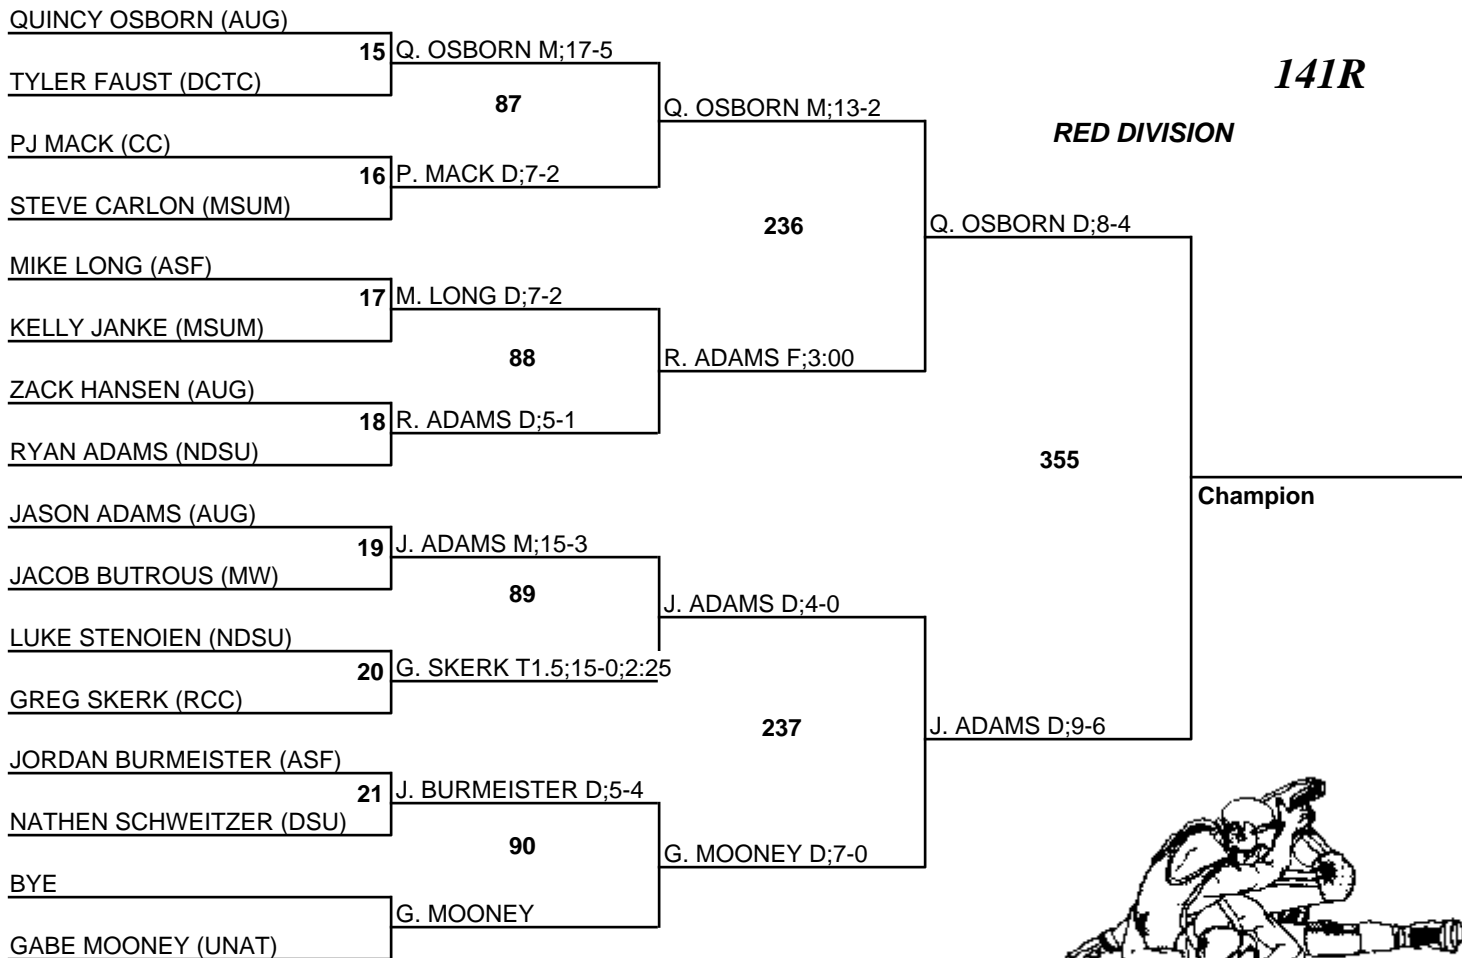 QUINCY OSBORN (AUG)
15 Q. OSBORN M;17-5
141R
TYLER FAUST (DCTC)
87
Q. OSBORN M;13-2
RED DIVISION
PJ MACK (CC)
16 P. MACK D;7-2
STEVE CARLON (MSUM)
236
Q. OSBORN D;8-4
MIKE LONG (ASF)
17 M. LONG D;7-2
KELLY JANKE (MSUM)
88
R. ADAMS F;3:00
ZACK HANSEN (AUG)
18 R. ADAMS D;5-1
RYAN ADAMS (NDSU)
355
Champion
JASON ADAMS (AUG)
19 J. ADAMS M;15-3
JACOB BUTROUS (MW)
89
J. ADAMS D;4-0
LUKE STENOIEN (NDSU)
20 G. SKERK T1.5;15-0;2:25
GREG SKERK (RCC)
237
J. ADAMS D;9-6
JORDAN BURMEISTER (ASF)
21 J. BURMEISTER D;5-4
NATHEN SCHWEITZER (DSU)
90
G. MOONEY D;7-0
BYE
G. MOONEY
GABE MOONEY (UNAT)